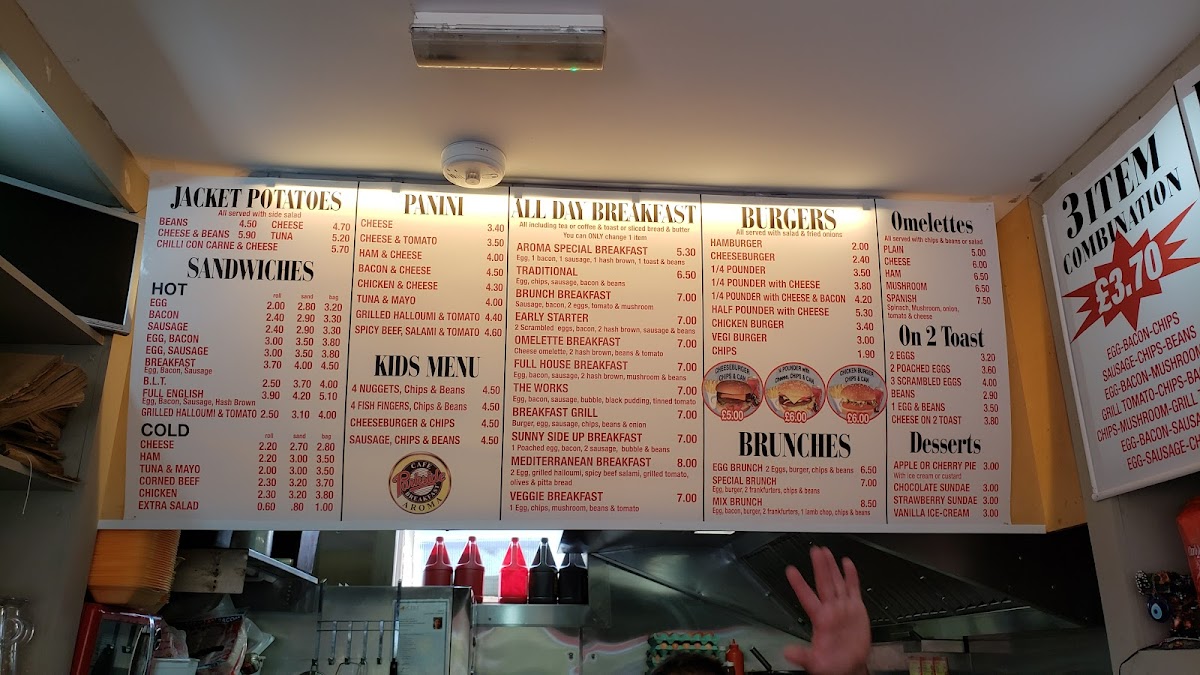 JACKET POTATOES
All served with side salad
BEANS 4.50 CHEESE 4.70
CHEESE & BEANS 5.90 TUNA 5.20
CHILLI CON CARNE & CHEESE 5.70
SANDWICHES
HOT roll sand bag
EGG 2.00 2.80 3.20
BACON 2.40 2.90 3.30
SAUSAGE 2.40 2.90 3.30
EGG, BACON 3.00 3.50 3.80
EGG, SAUSAGE 3.00 3.50 3.80
BREAKFAST 3.70 4.00 4.50
Egg, Bacon, Sausage
B.L.T. 2.50 3.70 4.00
FULL ENGLISH 3.90 4.20 5.10
Egg, Bacon, Sausage, Hash Brown
GRILLED HALLOUMI & TOMATO 2.50 3.10 4.00
COLD roll sand bag
CHEESE 2.20 2.70 2.80
HAM 2.20 3.00 3.50
TUNA & MAYO 2.00 3.00 3.50
CORNED BEEF 2.30 3.20 3.70
CHICKEN 2.30 3.20 3.80
EXTRA SALAD 0.60 .80 1.00
PANINI
CHEESE 3.40
CHEESE & TOMATO 3.50
HAM & CHEESE 4.00
BACON & CHEESE 4.50
CHICKEN & CHEESE 4.30
TUNA & MAYO 4.00
GRILLED HALLOUMI & TOMATO 4.40
SPICY BEEF, SALAMI & TOMATO 4.60
KIDS MENU
4 NUGGETS, Chips & Beans 4.50
4 FISH FINGERS, Chips & Beans 4.50
CHEESEBURGER & CHIPS 4.50
SAUSAGE, CHIPS & BEANS 4.50
CAFE
BREAKFAST
AROMA
ALL DAY BREAKFAST
All including tea or coffee & toast or sliced bread & butter
You can ONLY change 1 item
AROMA SPECIAL BREAKFAST 5.30
Egg, 1 bacon, 1 sausage, 1 hash brown, 1 toast & beans
TRADITIONAL 6.50
Egg, chips, sausage, bacon & beans
BRUNCH BREAKFAST 7.00
Sausage, bacon, 2 eggs, tomato & mushroom
EARLY STARTER 7.00
2 Scrambled eggs, bacon, 2 hash brown, sausage & beans
OMELETTE BREAKFAST 7.00
Cheese omelette, 2 hash brown, beans & tomato
FULL HOUSE BREAKFAST 7.00
Egg, bacon, sausage, 2 hash brown, mushroom & beans
THE WORKS 7.00
Egg, bacon, sausage, bubble, black pudding, tinned tomato
BREAKFAST GRILL 7.00
Burger, egg, sausage, chips, beans & onion
SUNNY SIDE UP BREAKFAST 7.00
1 Poached egg, bacon, 2 sausage, bubble & beans
MEDITERRANEAN BREAKFAST 8.00
2 Egg, grilled halloumi, spicy beef salami, grilled tomato,
olives & pitta bread
VEGGIE BREAKFAST 7.00
1 Egg, chips, mushroom, beans & tomato
BURGERS
All served with salad & fried onions
HAMBURGER 2.00
CHEESEBURGER 2.40
1/4 POUNDER 3.50
1/4 POUNDER with CHEESE 3.80
1/4 POUNDER with CHEESE & BACON 4.20
HALF POUNDER with CHEESE 5.30
CHICKEN BURGER 3.40
VEGI BURGER 3.00
CHIPS 1.90
CHEESEBURGER CHIPS & CAN £5.00
¼ POUNDER with Cheese, CHIPS & CAN £6.00
CHICKEN BURGER CHIPS & CAN £6.00
BRUNCHES
EGG BRUNCH 2 Eggs, burger, chips & beans 6.50
SPECIAL BRUNCH 7.00
Egg, burger, 2 frankfurters, chips & beans
MIX BRUNCH 8.50
Egg, bacon, burger, 2 frankfurters, 1 lamb chop, chips & beans
Omelettes
All served with chips & beans or salad
PLAIN 5.00
CHEESE 6.00
HAM 6.50
MUSHROOM 6.50
SPANISH 7.50
Spinach, Mushroom, onion,
tomato & cheese
On 2 Toast
2 EGGS 3.20
2 POACHED EGGS 3.60
3 SCRAMBLED EGGS 4.00
BEANS 2.90
1 EGG & BEANS 3.50
CHEESE ON 2 TOAST 3.80
Desserts
APPLE OR CHERRY PIE 3.00
With ice cream or custard
CHOCOLATE SUNDAE 3.00
STRAWBERRY SUNDAE 3.00
VANILLA ICE-CREAM 3.00
3 ITEM
COMBINATION
£3.70
EGG-BACON-CHIPS
SAUSAGE-CHIPS-BEANS
EGG-BACON-MUSHROOM
GRILL TOMATO-CHIPS-BA
CHIPS-MUSHROOM-GRILL
EGG-BACON-SAUS
EGG-SAUSAGE-C